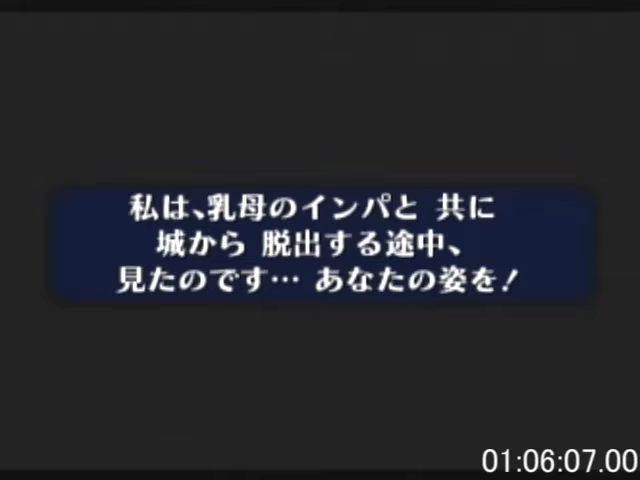 私は、乳母のインパと 共に
城から 脱出する途中、
見たのです… あなたの姿を!
01:06:07.00